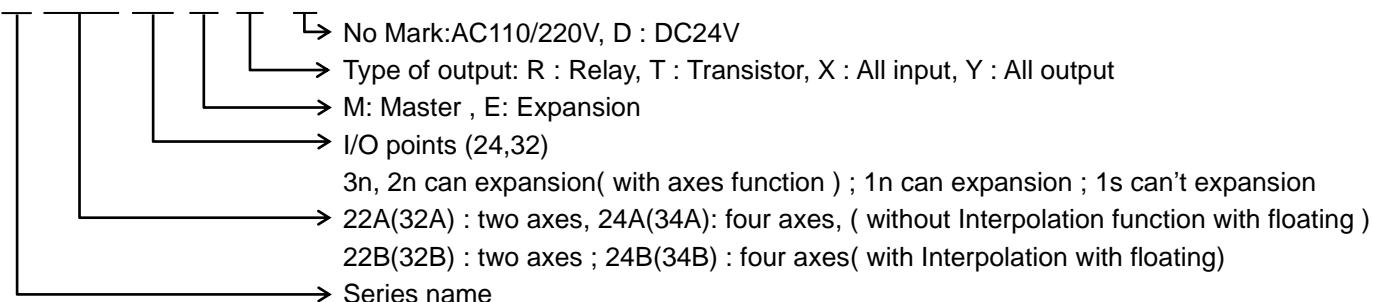 No Mark:AC110/220V, D : DC24V
Type of output: R : Relay, T : Transistor, X : All input, Y : All output
M: Master , E: Expansion
I/O points (24,32)
3n, 2n can expansion( with axes function ) ; 1n can expansion ; 1s can’t expansion
22A(32A) : two axes, 24A(34A): four axes, ( without Interpolation function with floating )
22B(32B) : two axes ; 24B(34B) : four axes( with Interpolation with floating)
Series name